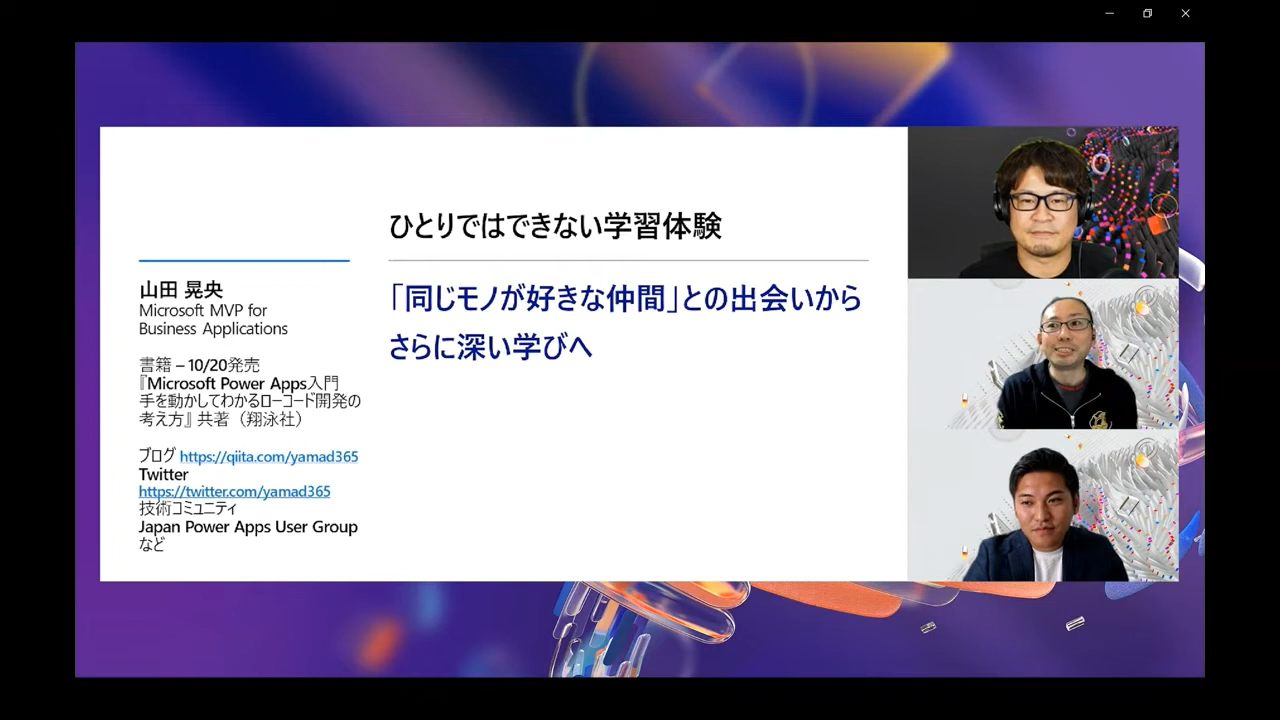 ひとりではできない学習体験
「同じモノが好きな仲間」との出会いから
さらに深い学びへ
山田 晃央
Microsoft MVP for
Business Applications
書籍 – 10/20発売
『Microsoft Power Apps入門
手を動かしてわかるローコード開発の
考え方』 共著（翔泳社）
ブログ https://qiita.com/yamad365
Twitter
https://twitter.com/yamad365
技術コミュニティ
Japan Power Apps User Group
など